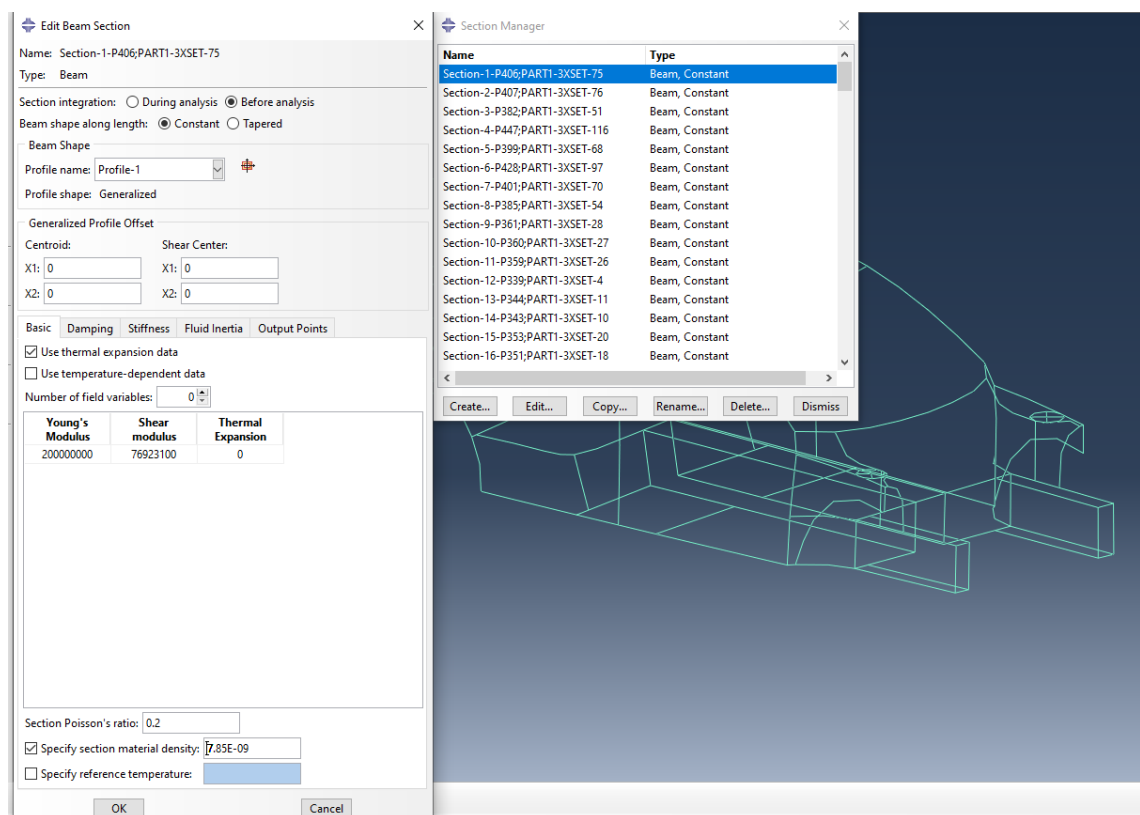 Edit Beam Section
Name: Section-1-P406;PART1-3XSET-75
Type: Beam
Section integration: During analysis Before analysis
Beam shape along length: Constant Tapered
Beam Shape
Profile name: Profile-1
Profile shape: Generalized
Generalized Profile Offset
Centroid: Shear Center:
X1: 0 X1: 0
X2: 0 X2: 0
Basic Damping Stiffness Fluid Inertia Output Points
Use thermal expansion data
Use temperature-dependent data
Number of field variables: 0
Young's Shear Thermal
Modulus modulus Expansion
200000000 76923100 0
Section Poisson's ratio: 0.2
Specify section material density: 7.85E-09
Specify reference temperature:
OK Cancel
Section Manager
Name Type
Section-1-P406;PART1-3XSET-75 Beam, Constant
Section-2-P407;PART1-3XSET-76 Beam, Constant
Section-3-P382;PART1-3XSET-51 Beam, Constant
Section-4-P447;PART1-3XSET-116 Beam, Constant
Section-5-P399;PART1-3XSET-68 Beam, Constant
Section-6-P428;PART1-3XSET-97 Beam, Constant
Section-7-P401;PART1-3XSET-70 Beam, Constant
Section-8-P385;PART1-3XSET-54 Beam, Constant
Section-9-P361;PART1-3XSET-28 Beam, Constant
Section-10-P360;PART1-3XSET-27 Beam, Constant
Section-11-P359;PART1-3XSET-26 Beam, Constant
Section-12-P339;PART1-3XSET-4 Beam, Constant
Section-13-P344;PART1-3XSET-11 Beam, Constant
Section-14-P343;PART1-3XSET-10 Beam, Constant
Section-15-P353;PART1-3XSET-20 Beam, Constant
Section-16-P351;PART1-3XSET-18 Beam, Constant
Create... Edit... Copy... Rename... Delete... Dismiss